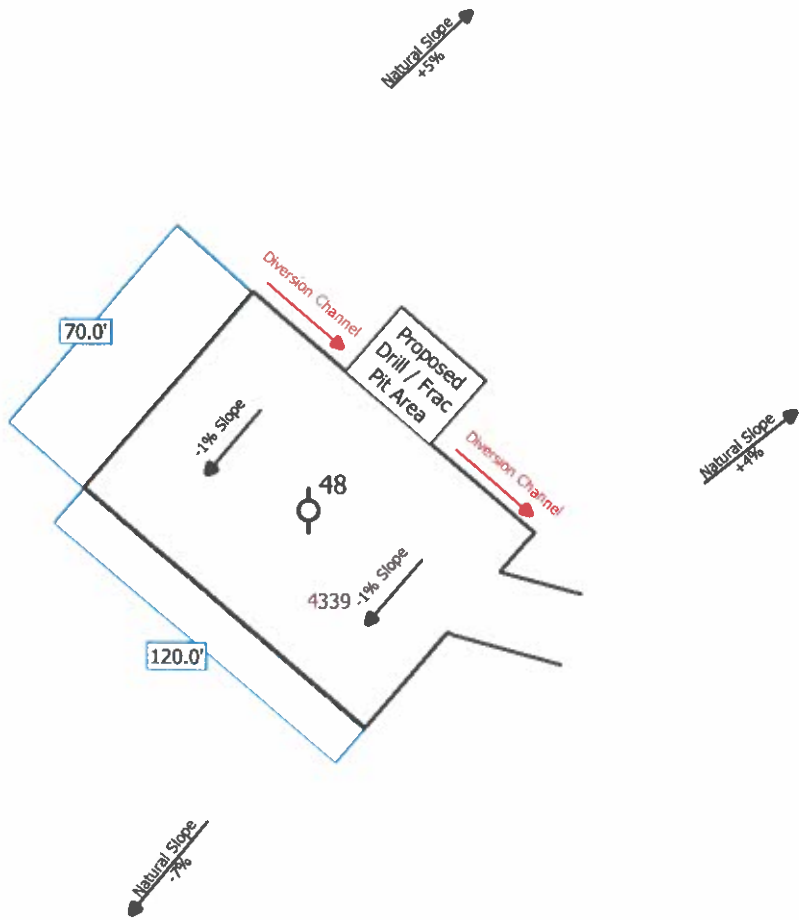 Natural Slope
+5%
Diversion Channel
70.0'
Proposed
Drill / Frac
Pit Area
-1% Slope
Natural Slope
+4%
Diversion Channel
48
-1% Slope
4339
120.0'
Natural Slope
-7%